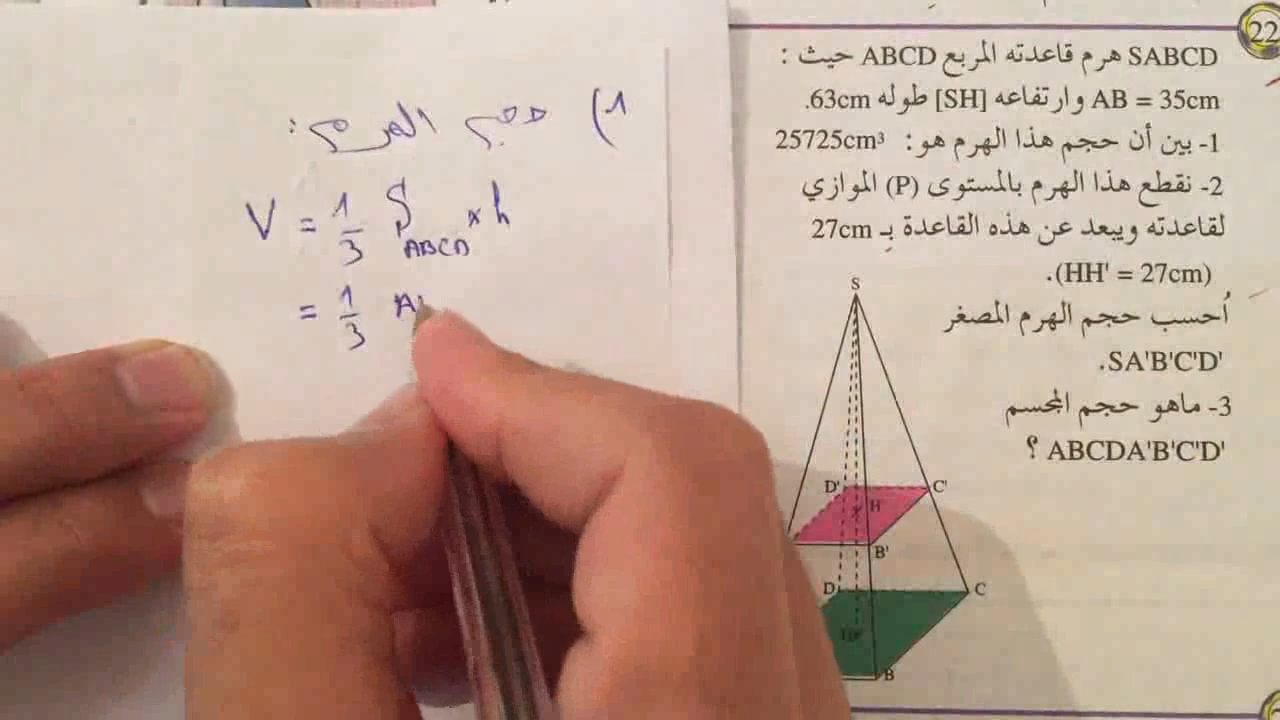 22
SABCD هرم قاعدته المربع ABCD حيث :
AB = 35cm وارتفاعه [SH] طوله 63cm.
1- بين أن حجم هذا الهرم هو : 25725cm³
2- نقطع هذا الهرم بالمستوى (P) الموازي
لقاعدته ويبعد عن هذه القاعدة بِـ 27cm
(HH' = 27cm).
أُحسب حجم الهرم المصغر
SA'B'C'D'.
3- ماهو حجم المجسم
ABCDA'B'C'D' ؟
S
D' C'
H
B'
D C
B
1) حجم الهرم :
V = 1/3 S ABCD × h
= 1/3 A